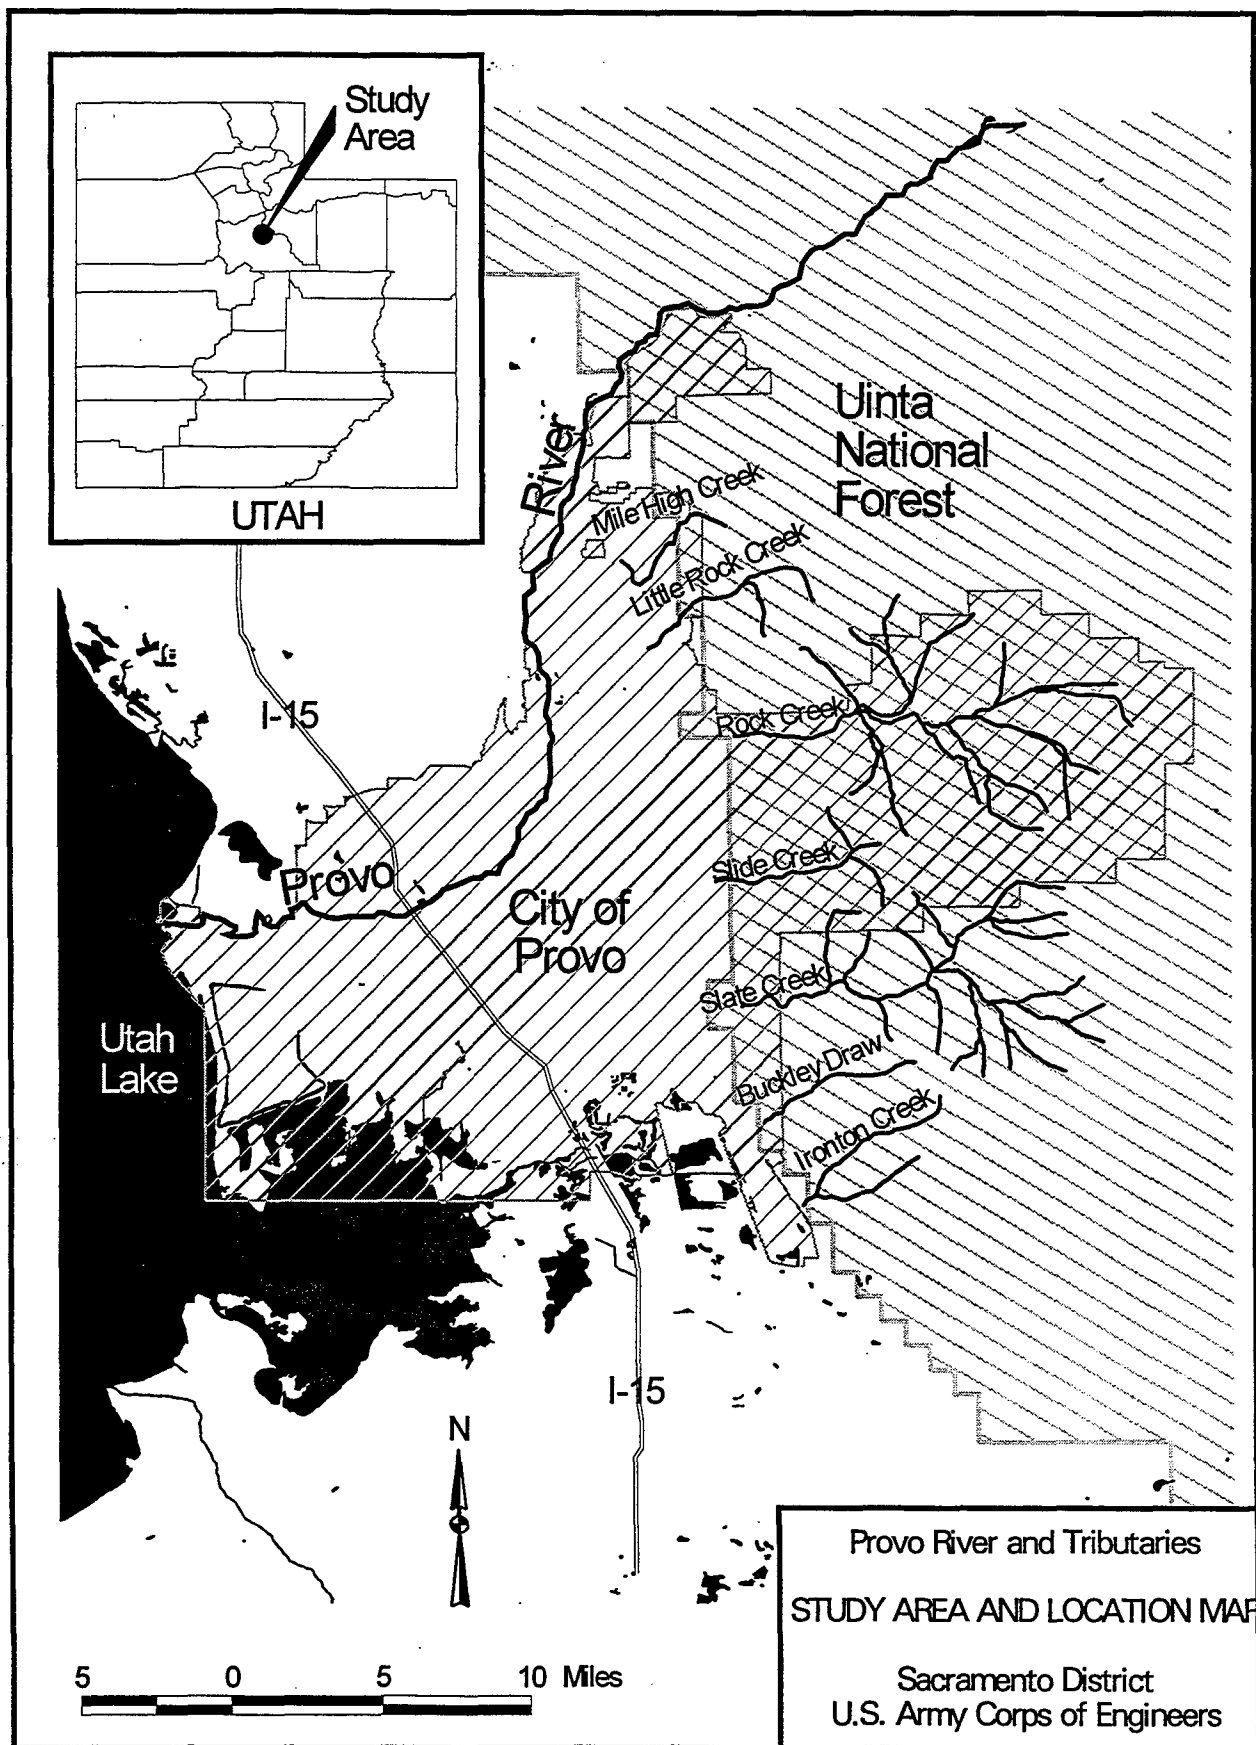 Study
Area
UTAH
Uinta
National
Forest
River
Mile High Creek
Little Rock Creek
I-15
Rock Creek
Provo
Slide Creek
City of
Provo
Slate Creek
Utah
Lake
Buckley Draw
Ironton Creek
I-15
N
5 0 5 10 Miles
Provo River and Tributaries
STUDY AREA AND LOCATION MAP
Sacramento District
U.S. Army Corps of Engineers